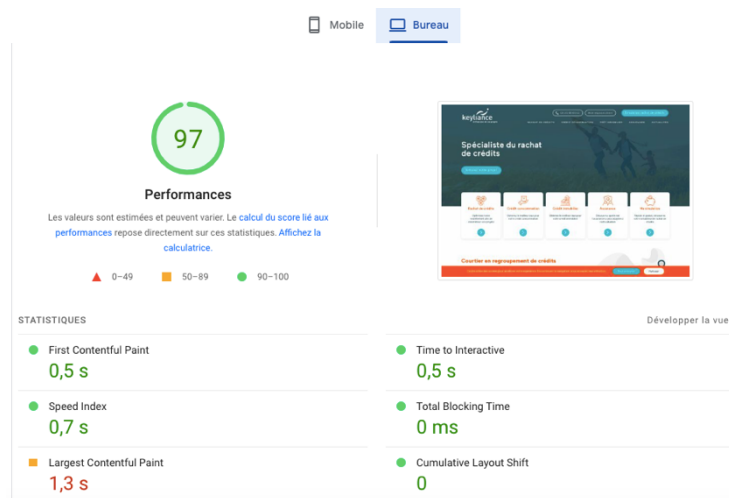 Mobile
Bureau
97
Performances
Les valeurs sont estimées et peuvent varier. Le calcul du score lié aux
performances repose directement sur ces statistiques. Affichez la
calculatrice.
0–49
50–89
90–100
keyliance
Spécialiste du rachat
de crédits
Courtier en regroupement de crédits
STATISTIQUES
Développer la vue
First Contentful Paint
0,5 s
Time to Interactive
0,5 s
Speed Index
0,7 s
Total Blocking Time
0 ms
Largest Contentful Paint
1,3 s
Cumulative Layout Shift
0